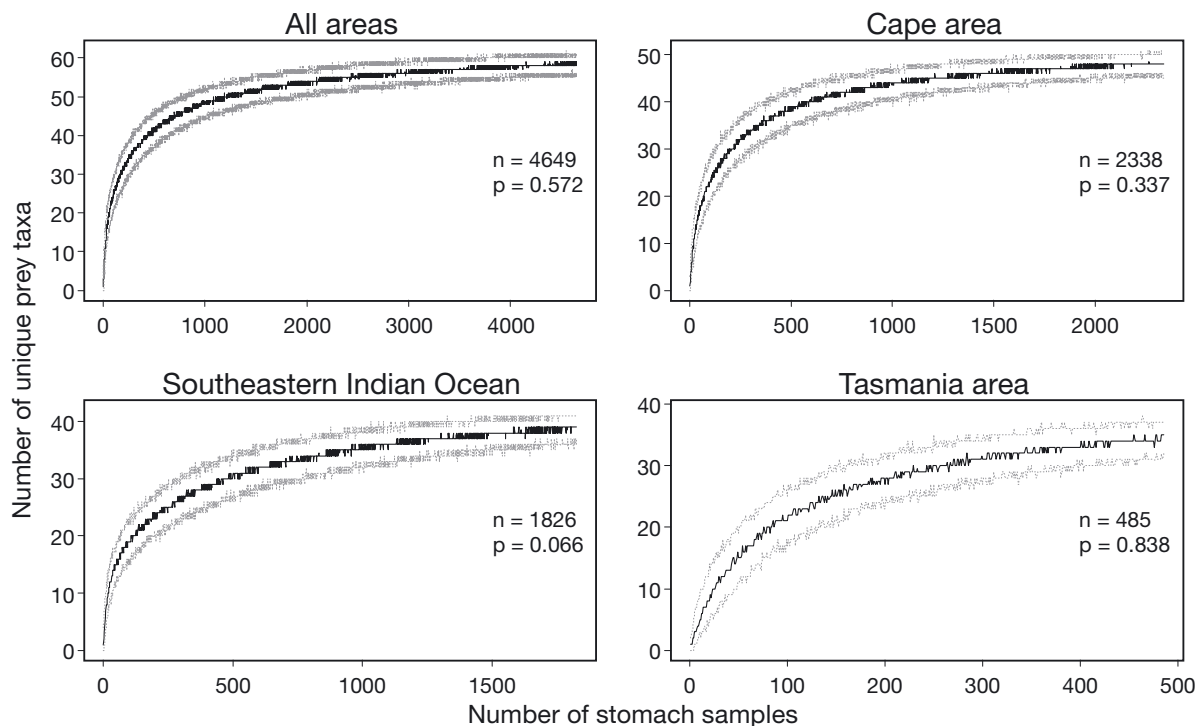 All areas
Cape area
60
50
40
30
20
10
0
n = 4649
p = 0.572
0 1000 2000 3000 4000
50
40
30
20
10
0
n = 2338
p = 0.337
0 500 1000 1500 2000
Number of unique prey taxa
Southeastern Indian Ocean
Tasmania area
40
30
20
10
0
n = 1826
p = 0.066
0 500 1000 1500
40
30
20
10
0
n = 485
p = 0.838
0 100 200 300 400 500
Number of stomach samples